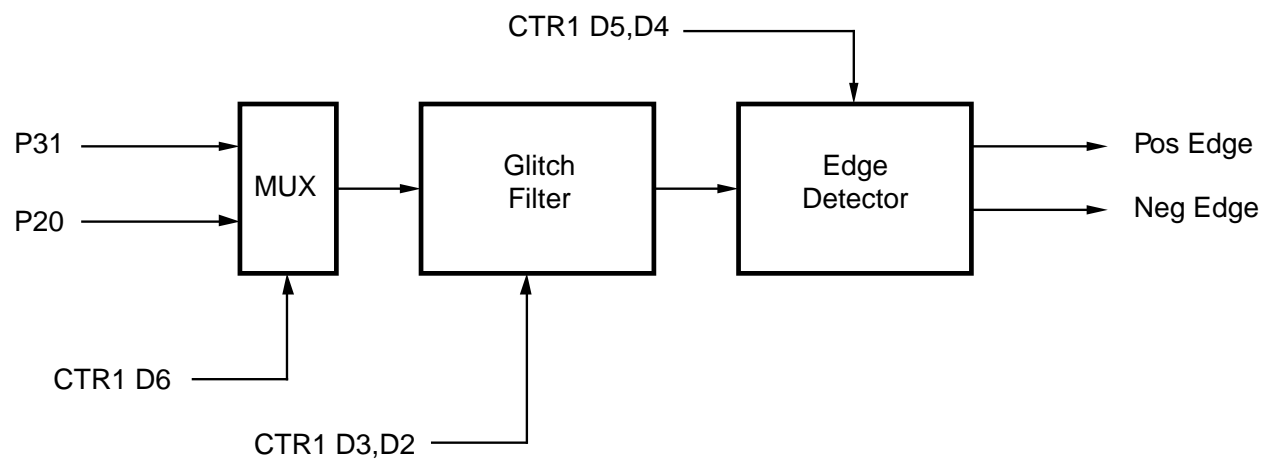 CTR1 D5,D4
P31
P20
MUX
Glitch
Filter
Edge
Detector
Pos Edge
Neg Edge
CTR1 D6
CTR1 D3,D2